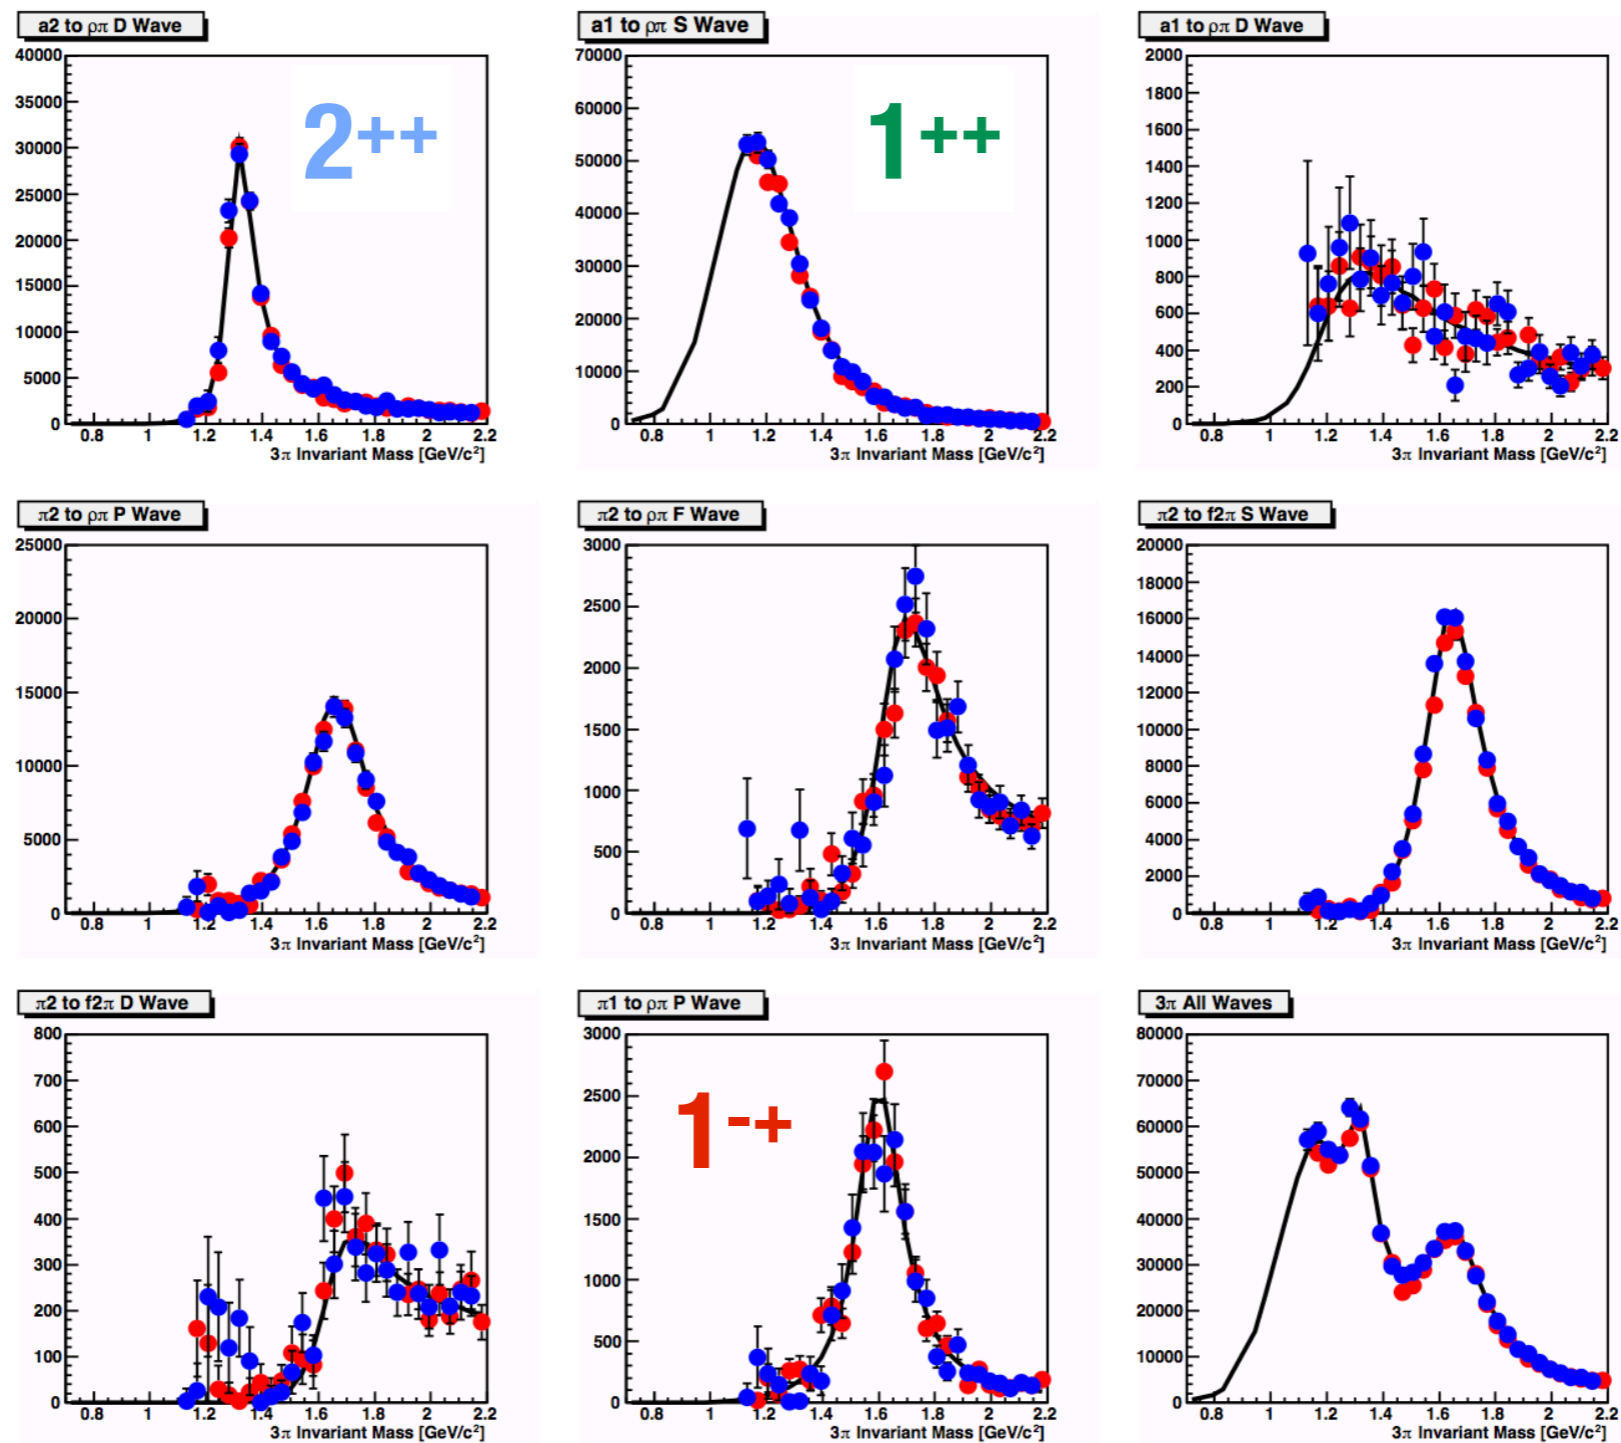 a2 to ρπ D Wave
40000
35000
30000
25000
20000
15000
10000
5000
0
0.8 1 1.2 1.4 1.6 1.8 2 2.2
3π Invariant Mass [GeV/c²]
2⁺⁺
a1 to ρπ S Wave
70000
60000
50000
40000
30000
20000
10000
0
0.8 1 1.2 1.4 1.6 1.8 2 2.2
3π Invariant Mass [GeV/c²]
1⁺⁺
a1 to ρπ D Wave
2000
1800
1600
1400
1200
1000
800
600
400
200
0
0.8 1 1.2 1.4 1.6 1.8 2 2.2
3π Invariant Mass [GeV/c²]
π2 to ρπ P Wave
25000
20000
15000
10000
5000
0
0.8 1 1.2 1.4 1.6 1.8 2 2.2
3π Invariant Mass [GeV/c²]
π2 to ρπ F Wave
3000
2500
2000
1500
1000
500
0
0.8 1 1.2 1.4 1.6 1.8 2 2.2
3π Invariant Mass [GeV/c²]
π2 to f2π S Wave
20000
18000
16000
14000
12000
10000
8000
6000
4000
2000
0
0.8 1 1.2 1.4 1.6 1.8 2 2.2
3π Invariant Mass [GeV/c²]
π2 to f2π D Wave
800
700
600
500
400
300
200
100
0
0.8 1 1.2 1.4 1.6 1.8 2 2.2
3π Invariant Mass [GeV/c²]
π1 to ρπ P Wave
3000
2500
2000
1500
1000
500
0
0.8 1 1.2 1.4 1.6 1.8 2 2.2
3π Invariant Mass [GeV/c²]
1⁻⁺
3π All Waves
80000
70000
60000
50000
40000
30000
20000
10000
0
0.8 1 1.2 1.4 1.6 1.8 2 2.2
3π Invariant Mass [GeV/c²]